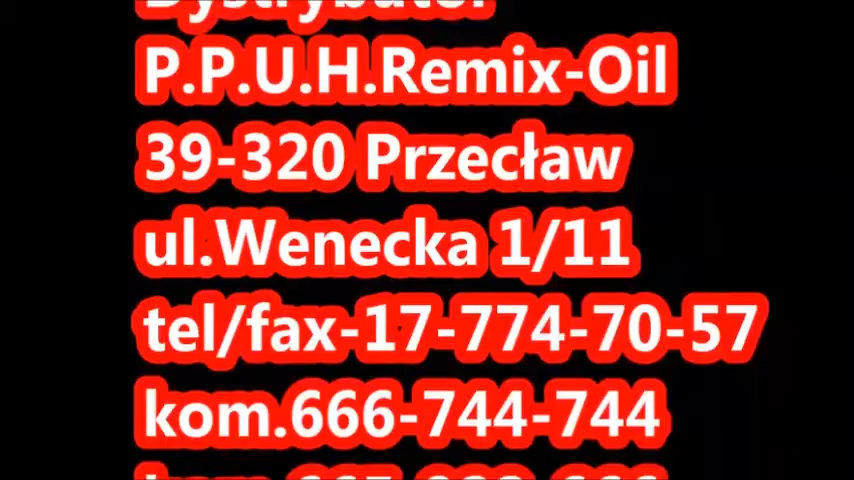 Dystrybutor
P.P.U.H.Remix-Oil
39-320 Przecław
ul.Wenecka 1/11
tel/fax-17-774-70-57
kom.666-744-744